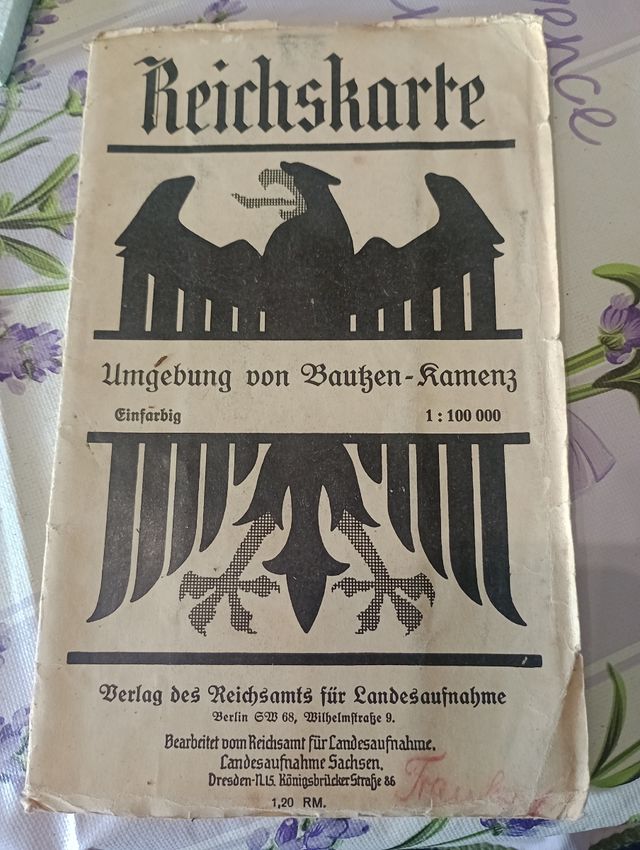 Reichskarte
Umgebung von Bautzen-Kamenz
Einfarbig 1 : 100 000
Verlag des Reichsamts für Landesaufnahme
Berlin SW 68, Wilhelmſtraße 9.
Bearbeitet vom Reichsamt für Landesaufnahme,
Landesaufnahme Sachsen,
Dresden-N.15. Königsbrücker Straße 86
1,20 RM.